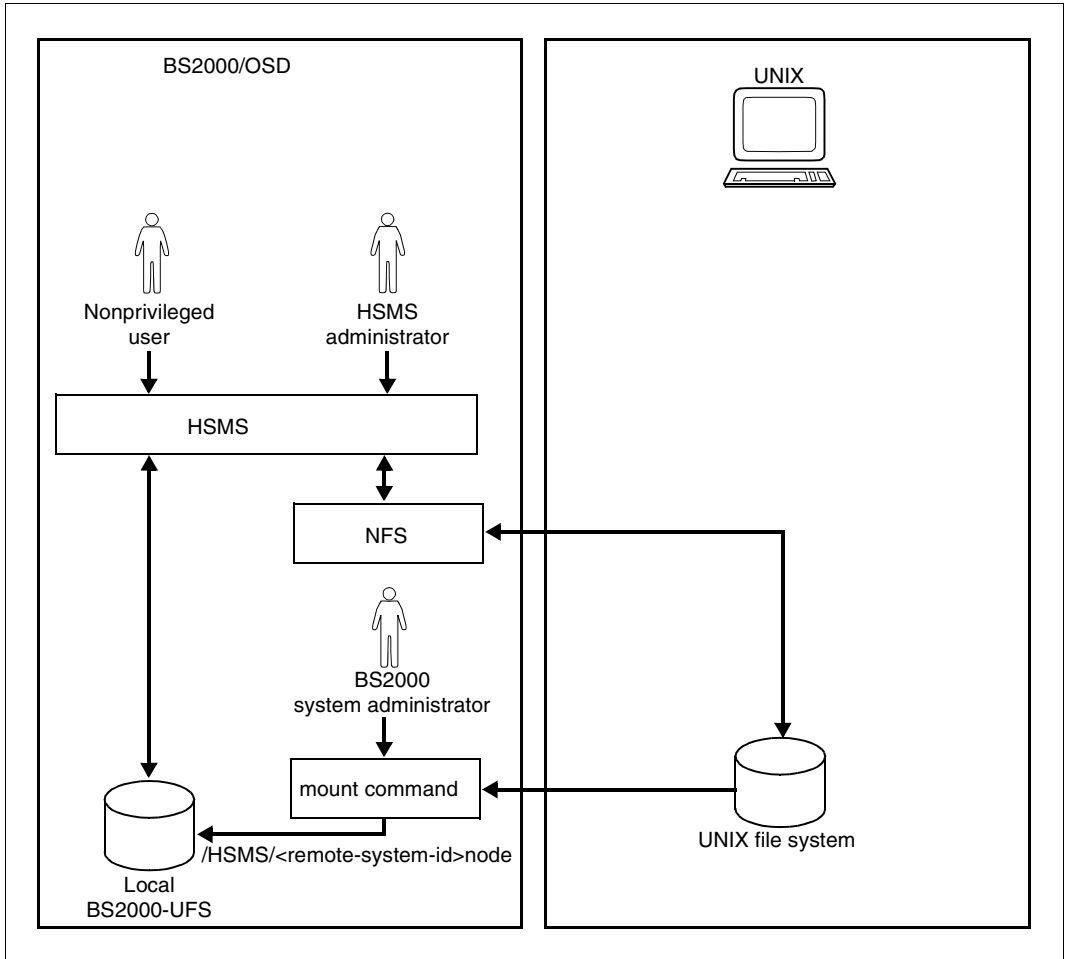 BS2000/OSD
UNIX
Nonprivileged
user
HSMS
administrator
HSMS
NFS
BS2000
system administrator
mount command
/HSMS/<remote-system-id>node
Local
BS2000-UFS
UNIX file system